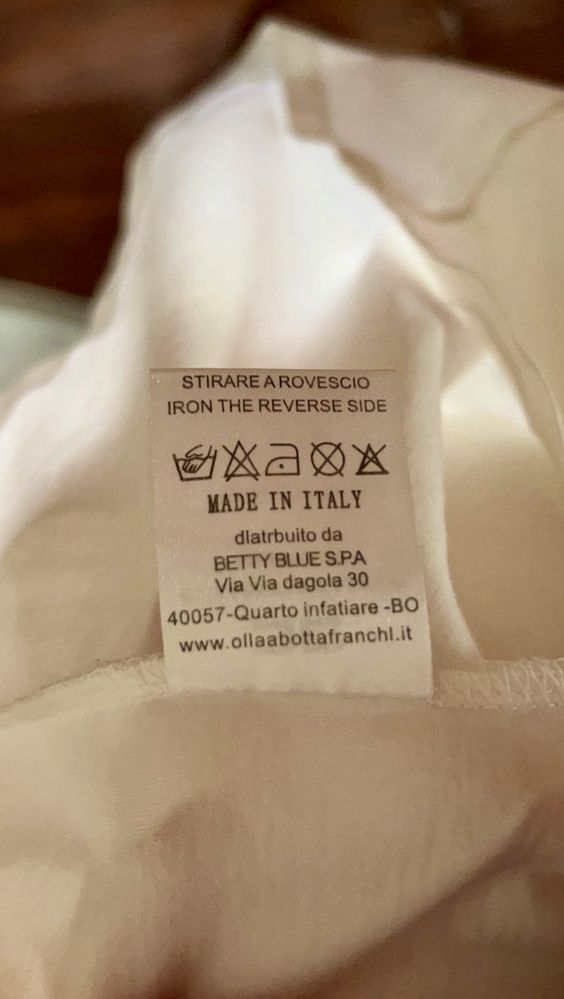 STIRARE A ROVESCIO
IRON THE REVERSE SIDE
MADE IN ITALY
dlatrbuito da
BETTY BLUE S.P.A
Via Via dagola 30
40057-Quarto infatiare -BO
www.ollaabottafranchl.it